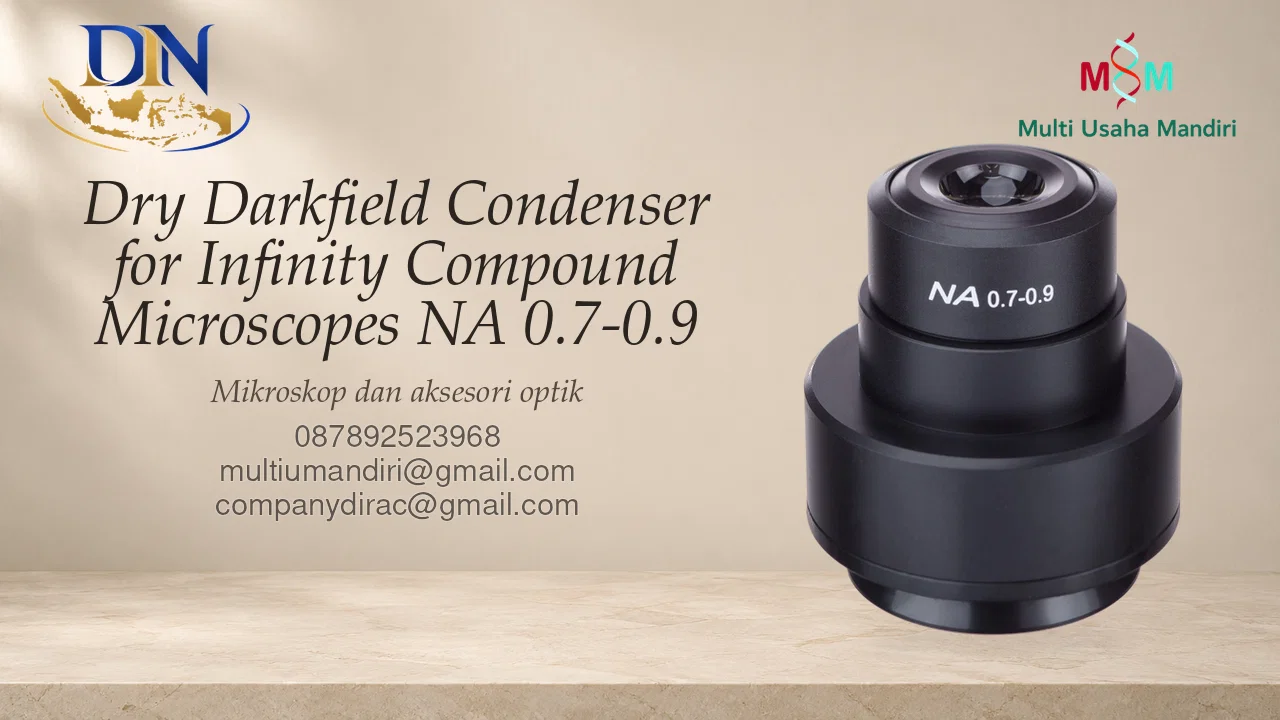 DN
M M
Multi Usaha Mandiri
Dry Darkfield Condenser
for Infinity Compound
Microscopes NA 0.7-0.9
NA 0.7-0.9
Mikroskop dan aksesori optik
087892523968
multiumandiri@gmail.com
companydirac@gmail.com